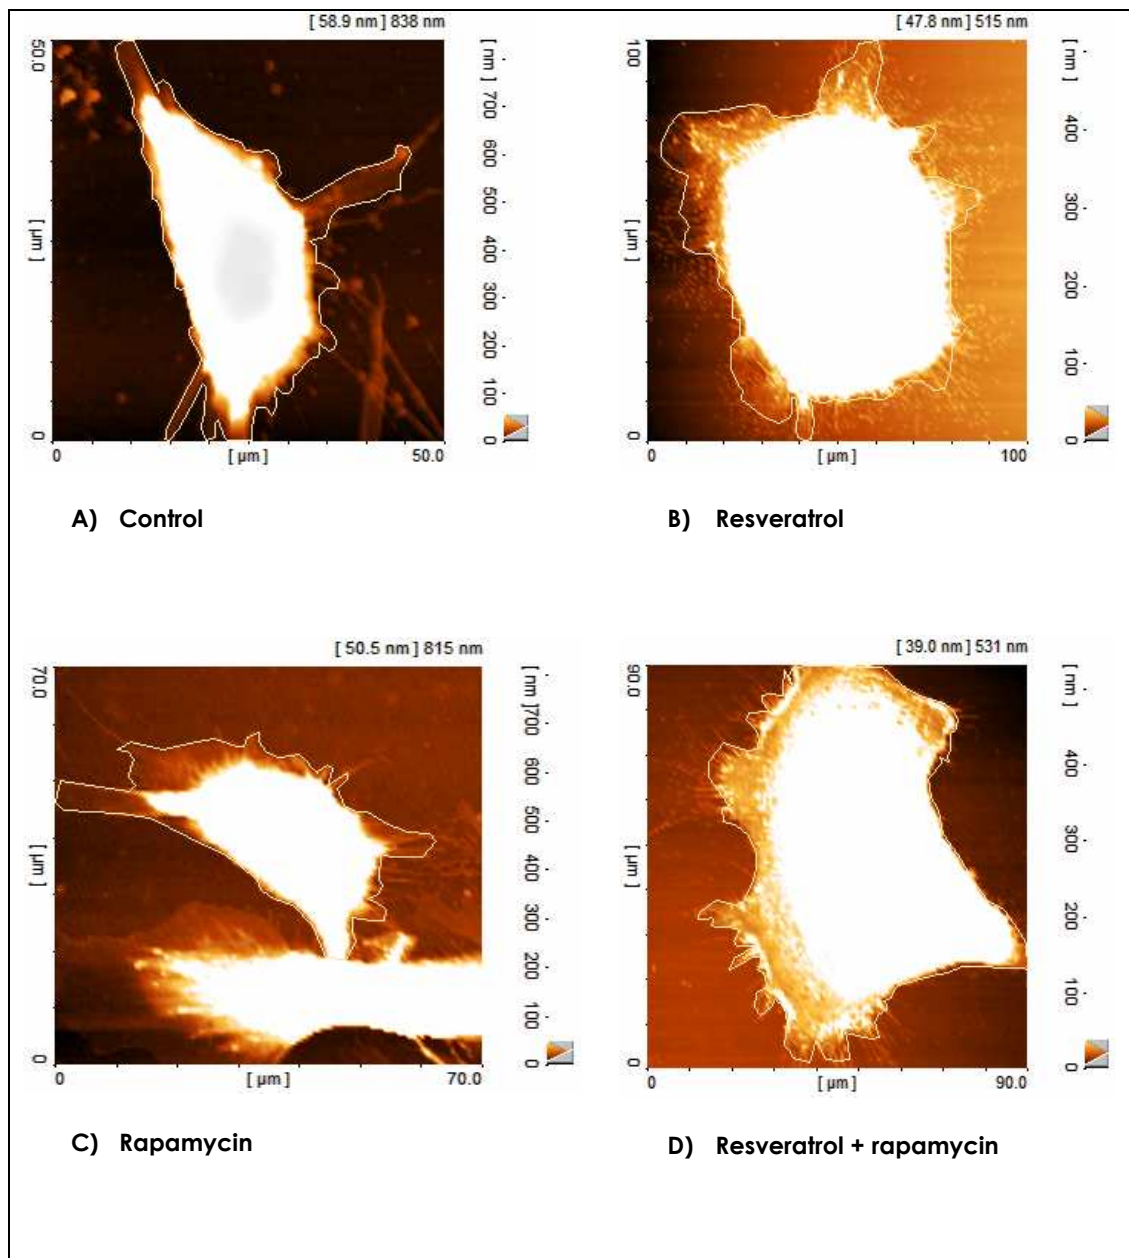 [ 58.9 nm ] 838 nm
50.0
[ µm ]
0
0
[ µm ]
50.0
[ nm ]
700
600
500
400
300
200
100
0
A) Control
[ 47.8 nm ] 515 nm
100
[ µm ]
0
0
[ µm ]
100
[ nm ]
400
300
200
100
0
B) Resveratrol
[ 50.5 nm ] 815 nm
70.0
[ µm ]
0
0
[ µm ]
70.0
[ nm ]
700
600
500
400
300
200
100
0
C) Rapamycin
[ 39.0 nm ] 531 nm
90.0
[ µm ]
0
0
[ µm ]
90.0
[ nm ]
400
300
200
100
0
D) Resveratrol + rapamycin